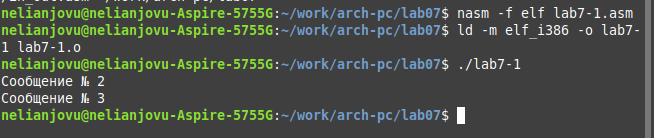 nelianjovu@nelianjovu-Aspire-5755G:~/work/arch-pc/lab07$ nasm -f elf lab7-1.asm
nelianjovu@nelianjovu-Aspire-5755G:~/work/arch-pc/lab07$ ld -m elf_i386 -o lab7-
1 lab7-1.o
nelianjovu@nelianjovu-Aspire-5755G:~/work/arch-pc/lab07$ ./lab7-1
Сообщение № 2
Сообщение № 3
nelianjovu@nelianjovu-Aspire-5755G:~/work/arch-pc/lab07$